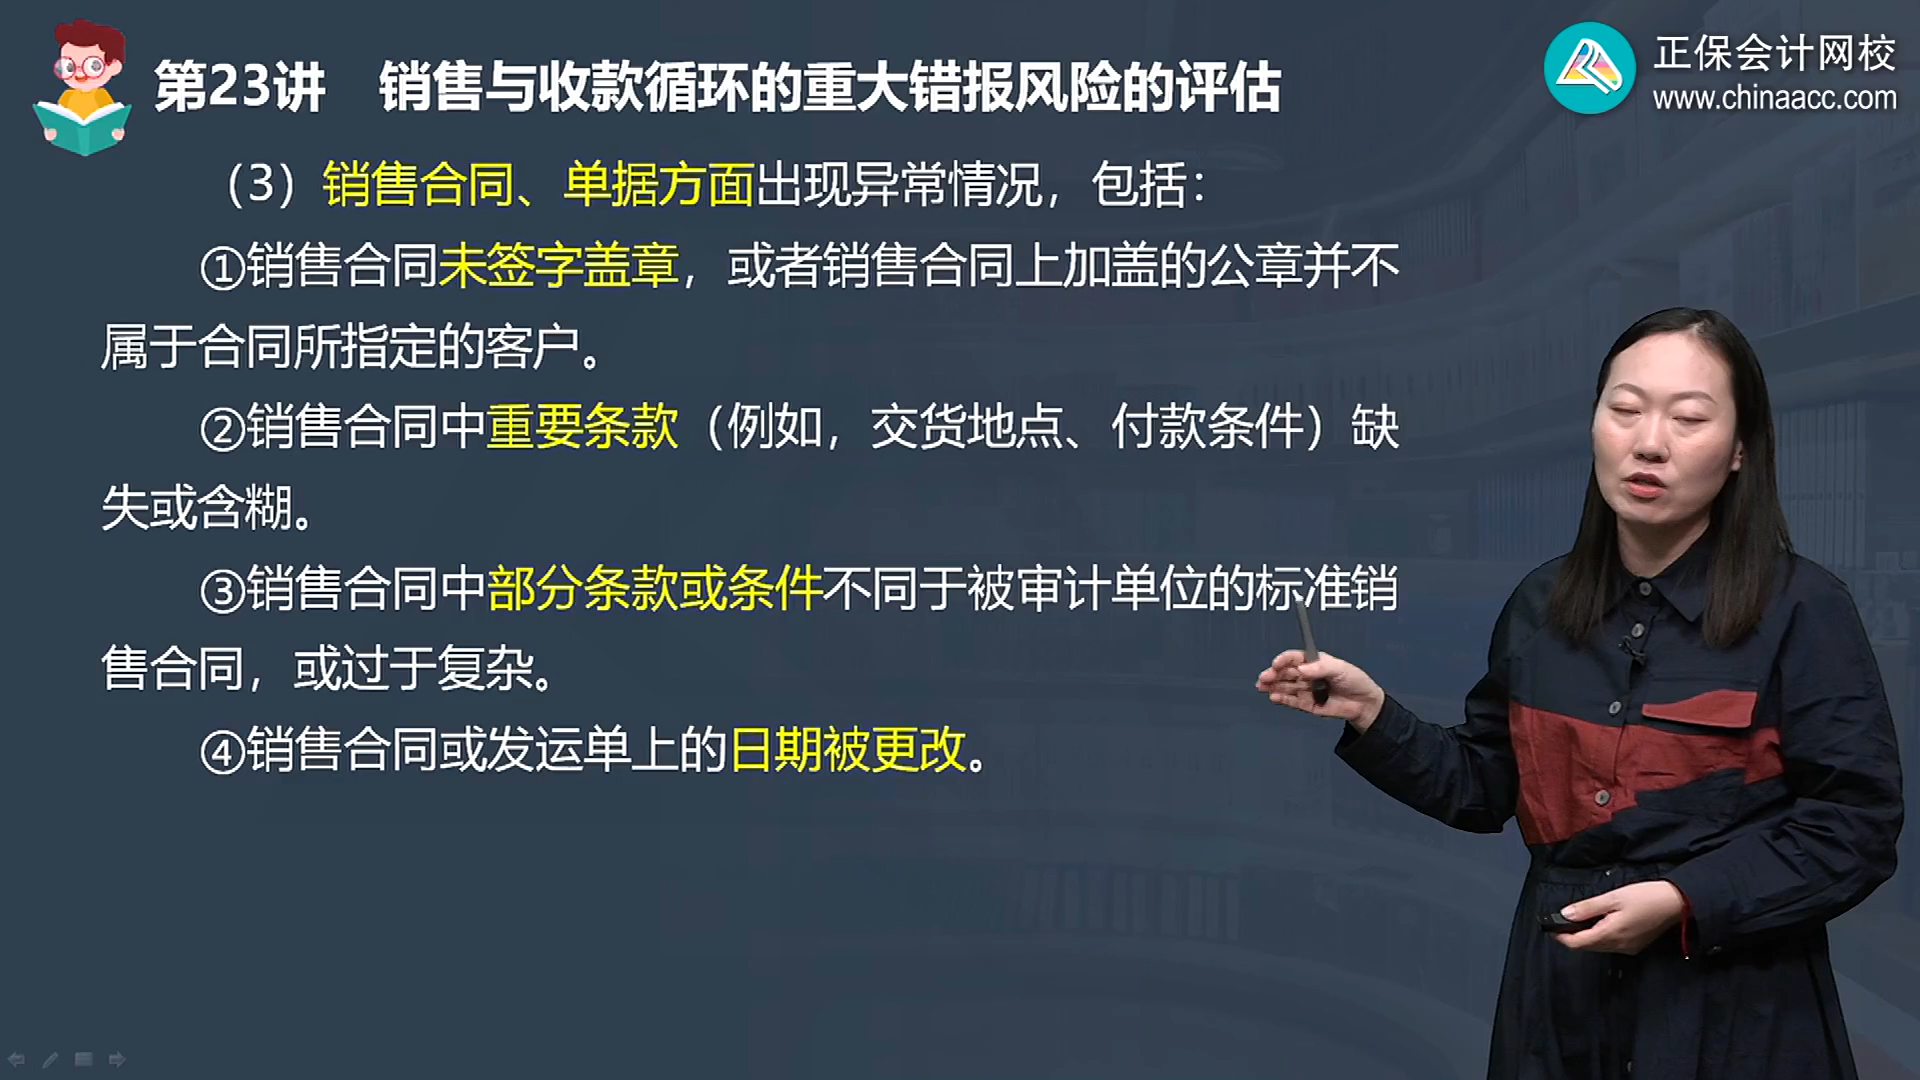 第23讲 销售与收款循环的重大错报风险的评估
正保会计网校
www.chinaacc.com
（3）销售合同、单据方面出现异常情况，包括：
①销售合同未签字盖章，或者销售合同上加盖的公章并不
属于合同所指定的客户。
②销售合同中重要条款（例如，交货地点、付款条件）缺
失或含糊。
③销售合同中部分条款或条件不同于被审计单位的标准销
售合同，或过于复杂。
④销售合同或发运单上的日期被更改。